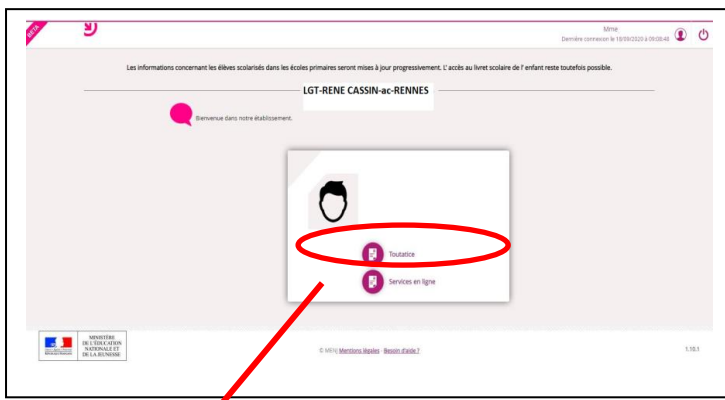 BETA
Mme
Dernière connexion le 18/09/2020 à 09:08:48
Les informations concernant les élèves scolarisés dans les écoles primaires seront mises à jour progressivement. L'accès au livret scolaire de l'enfant reste toutefois possible.
LGT-RENE CASSIN-ac-RENNES
Bienvenue dans notre établissement.
Toutatice
Services en ligne
MINISTÈRE
DE L'ÉDUCATION
NATIONALE ET
DE LA JEUNESSE
© MENJ Mentions légales - Besoin d'aide ?
1.10.1